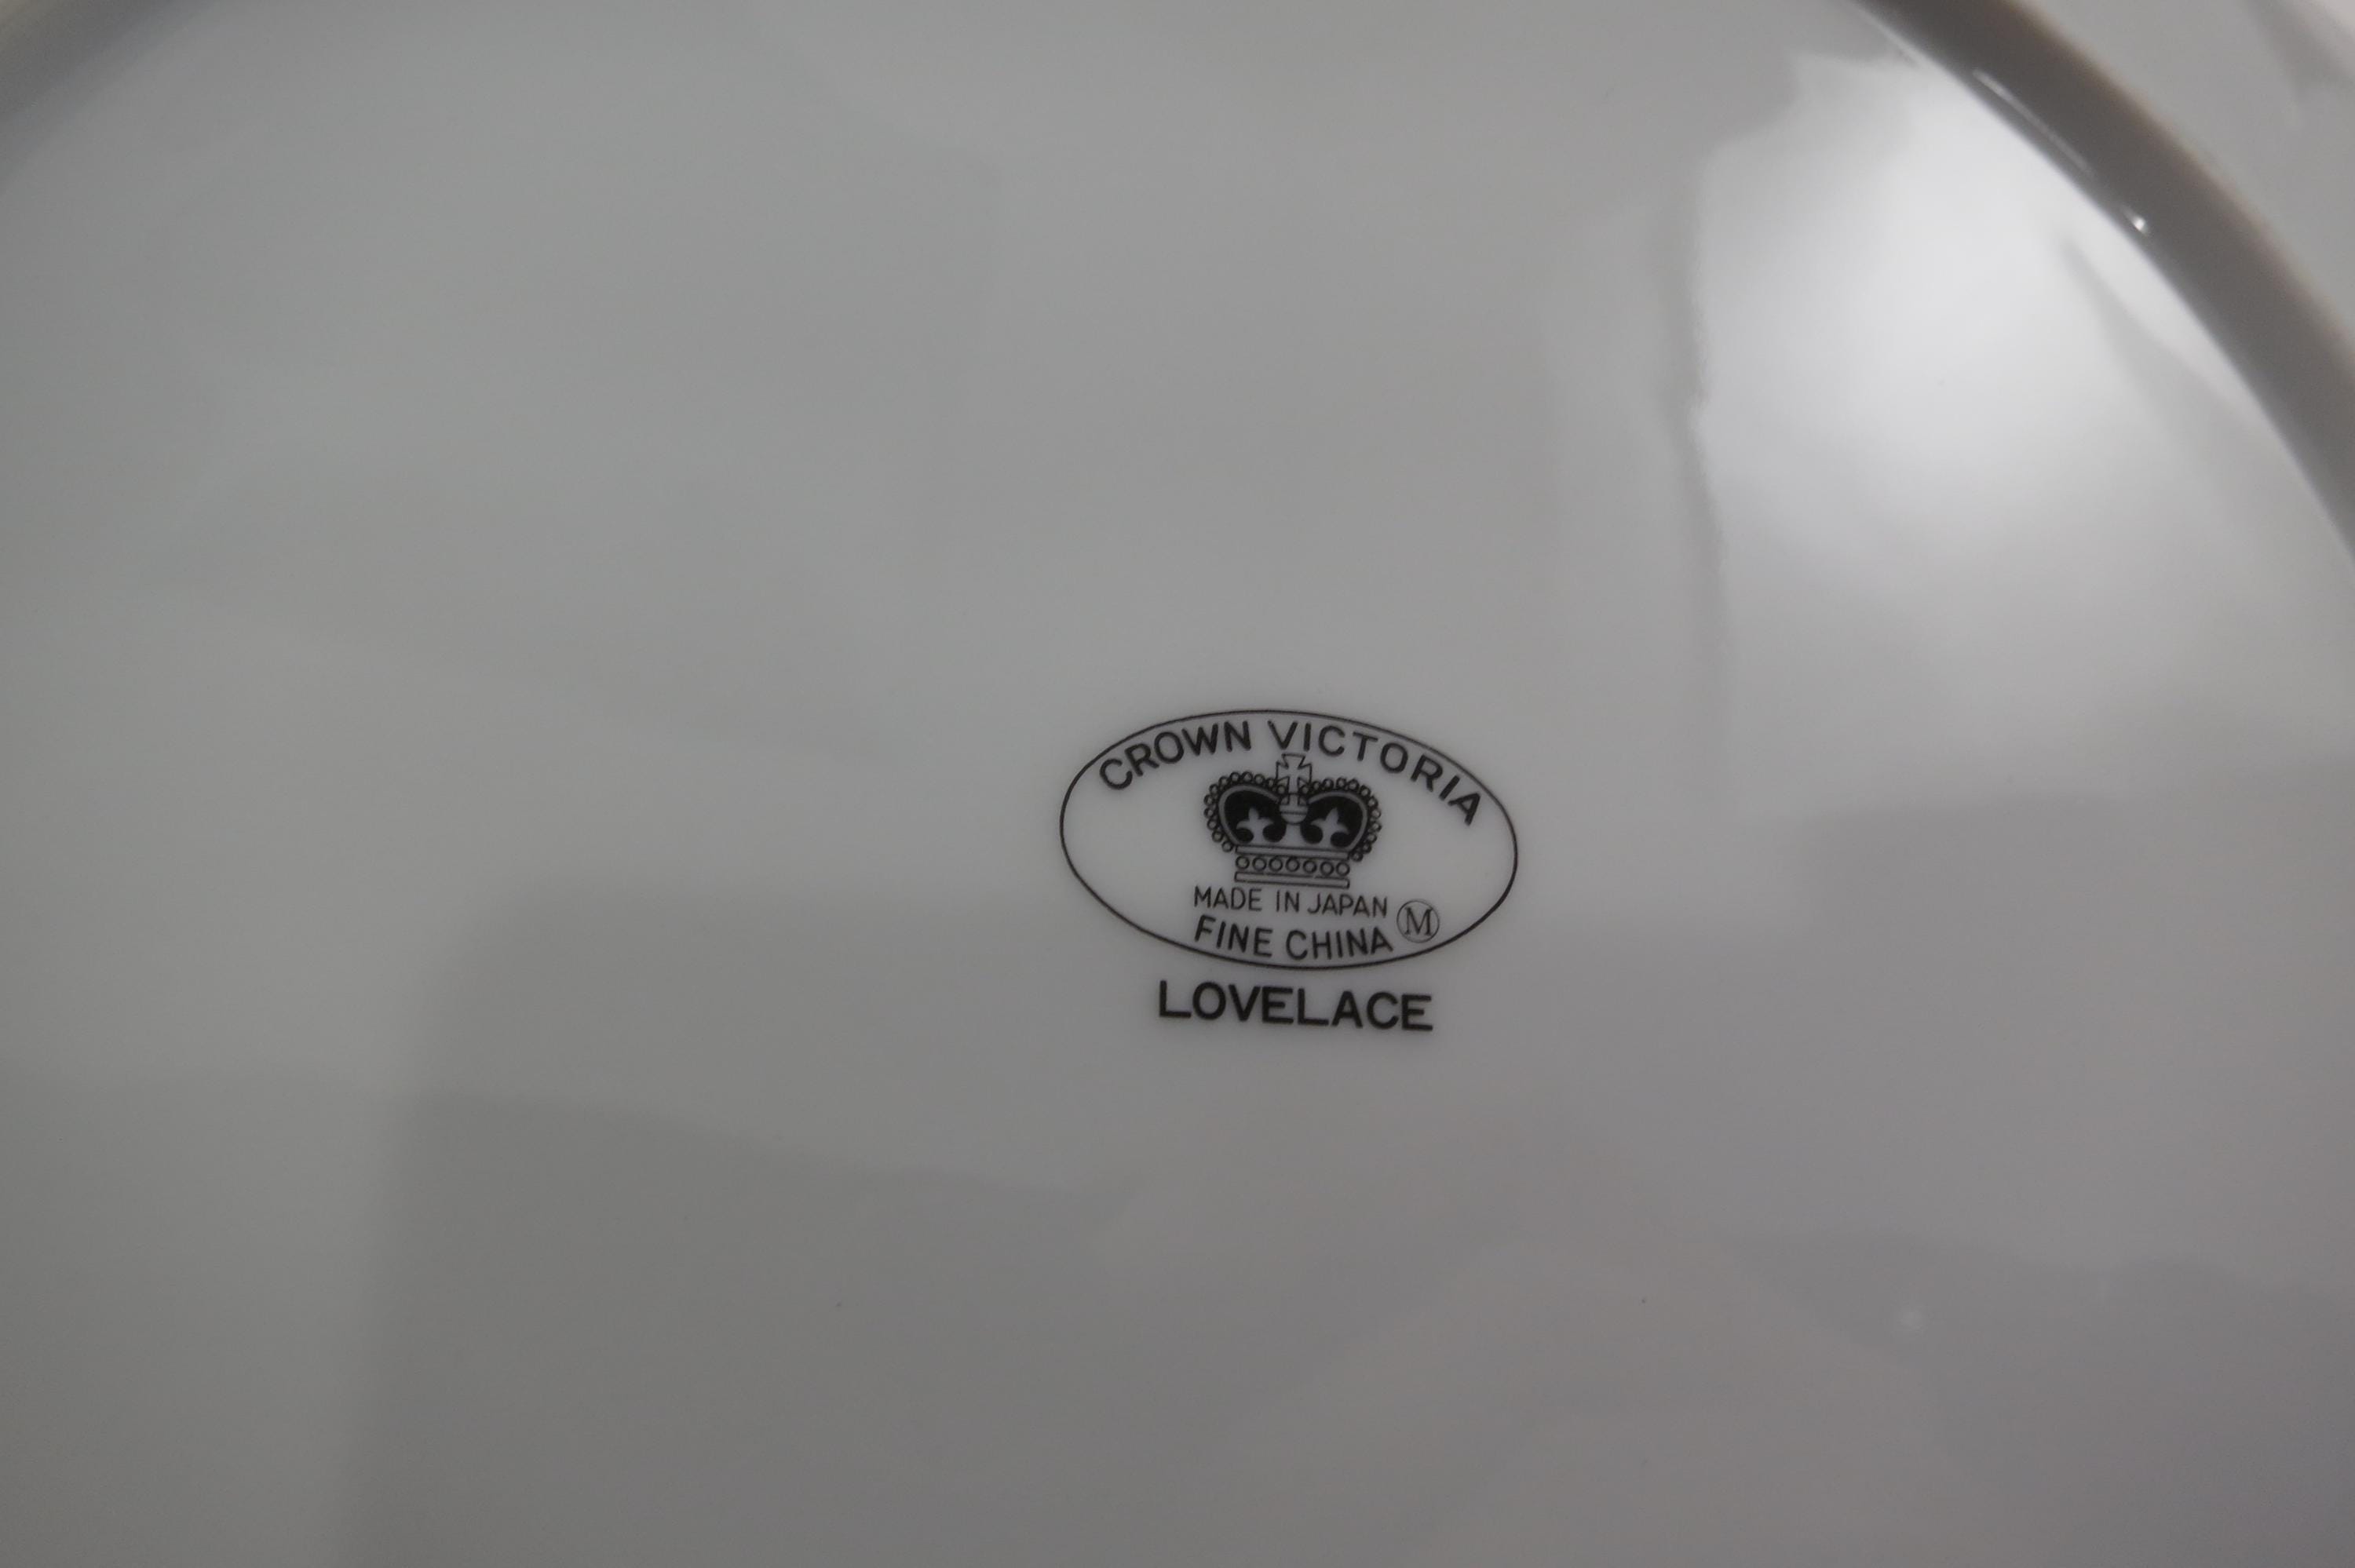 CROWN VICTORIA
MADE IN JAPAN
FINE CHINA Ⓜ
LOVELACE